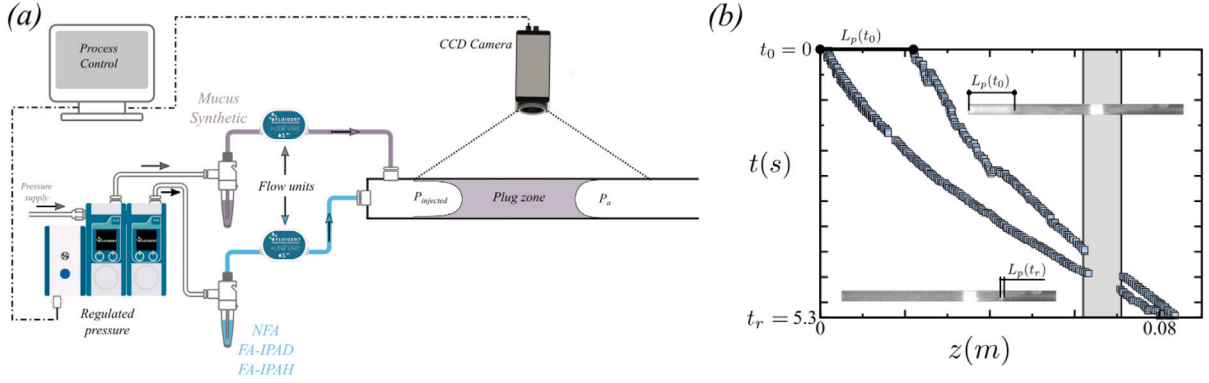 (a)
Process
Control
CCD Camera
Mucus
Synthetic
FLUIGENT
FLOW UNIT
Flow units
Pressure
supply
P_injected
Plug zone
P_a
FLUIGENT
FLOW UNIT
Regulated
pressure
NFA
FA-IPAD
FA-IPAH
(b)
L_p(t_0)
t_0 = 0
L_p(t_0)
t(s)
L_p(t_r)
t_r = 5.3
0
0.08
z(m)